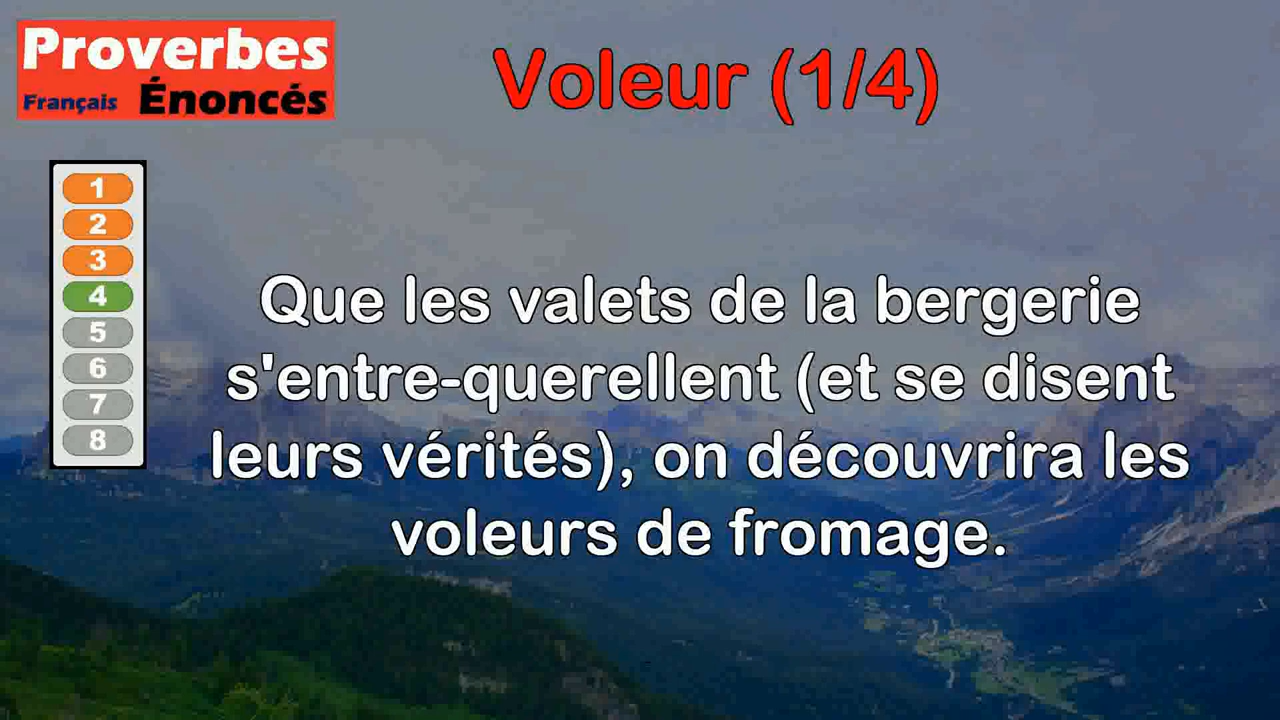 Proverbes
Français Énoncés
Voleur (1/4)
1
2
3
4
5
6
7
8
Que les valets de la bergerie
s'entre-querellent (et se disent
leurs vérités), on découvrira les
voleurs de fromage.